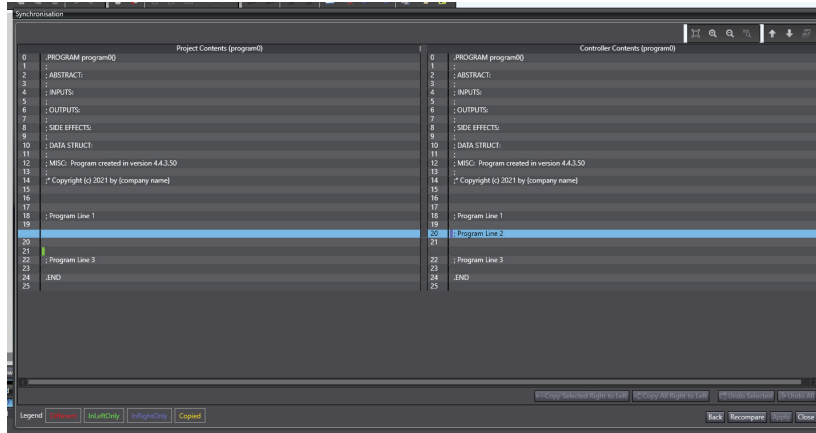 Synchronisation
Project Contents (program0)
0 .PROGRAM program0()
1 ;
2 ; ABSTRACT:
3 ;
4 ; INPUTS:
5 ;
6 ; OUTPUTS:
7 ;
8 ; SIDE EFFECTS:
9 ;
10 ; DATA STRUCT:
11 ;
12 ; MISC: Program created in version 4.4.3.50
13 ;
14 ;* Copyright (c) 2021 by {company name}
15
16
17
18 ; Program Line 1
19
20
21
22 ; Program Line 3
23
24 .END
25
Controller Contents (program0)
0 .PROGRAM program0()
1 ;
2 ; ABSTRACT:
3 ;
4 ; INPUTS:
5 ;
6 ; OUTPUTS:
7 ;
8 ; SIDE EFFECTS:
9 ;
10 ; DATA STRUCT:
11 ;
12 ; MISC: Program created in version 4.4.3.50
13 ;
14 ;* Copyright (c) 2021 by {company name}
15
16
17
18 ; Program Line 1
19
20 ; Program Line 2
21
22 ; Program Line 3
23
24 .END
25
Copy Selected Right to Left
Copy All Right to Left
Undo Selected
Undo All
Legend
InLeftOnly
InRightOnly
Copied
Back
Recompare
Apply
Close